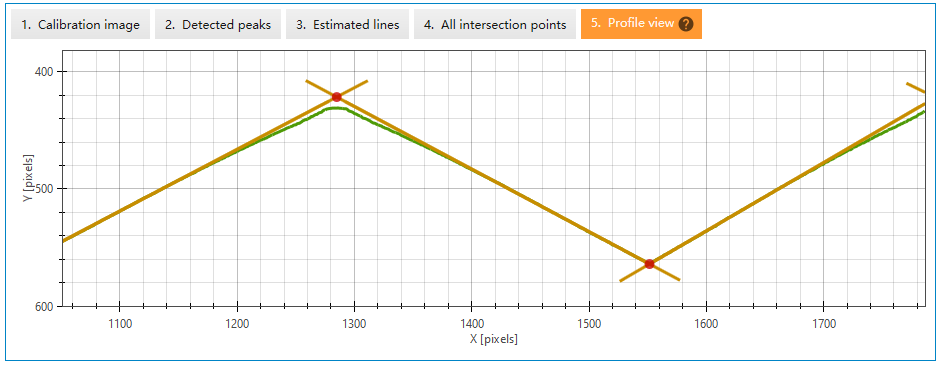 1. Calibration image
2. Detected peaks
3. Estimated lines
4. All intersection points
5. Profile view ?
400
500
600
Y [pixels]
1100 1200 1300 1400 1500 1600 1700
X [pixels]